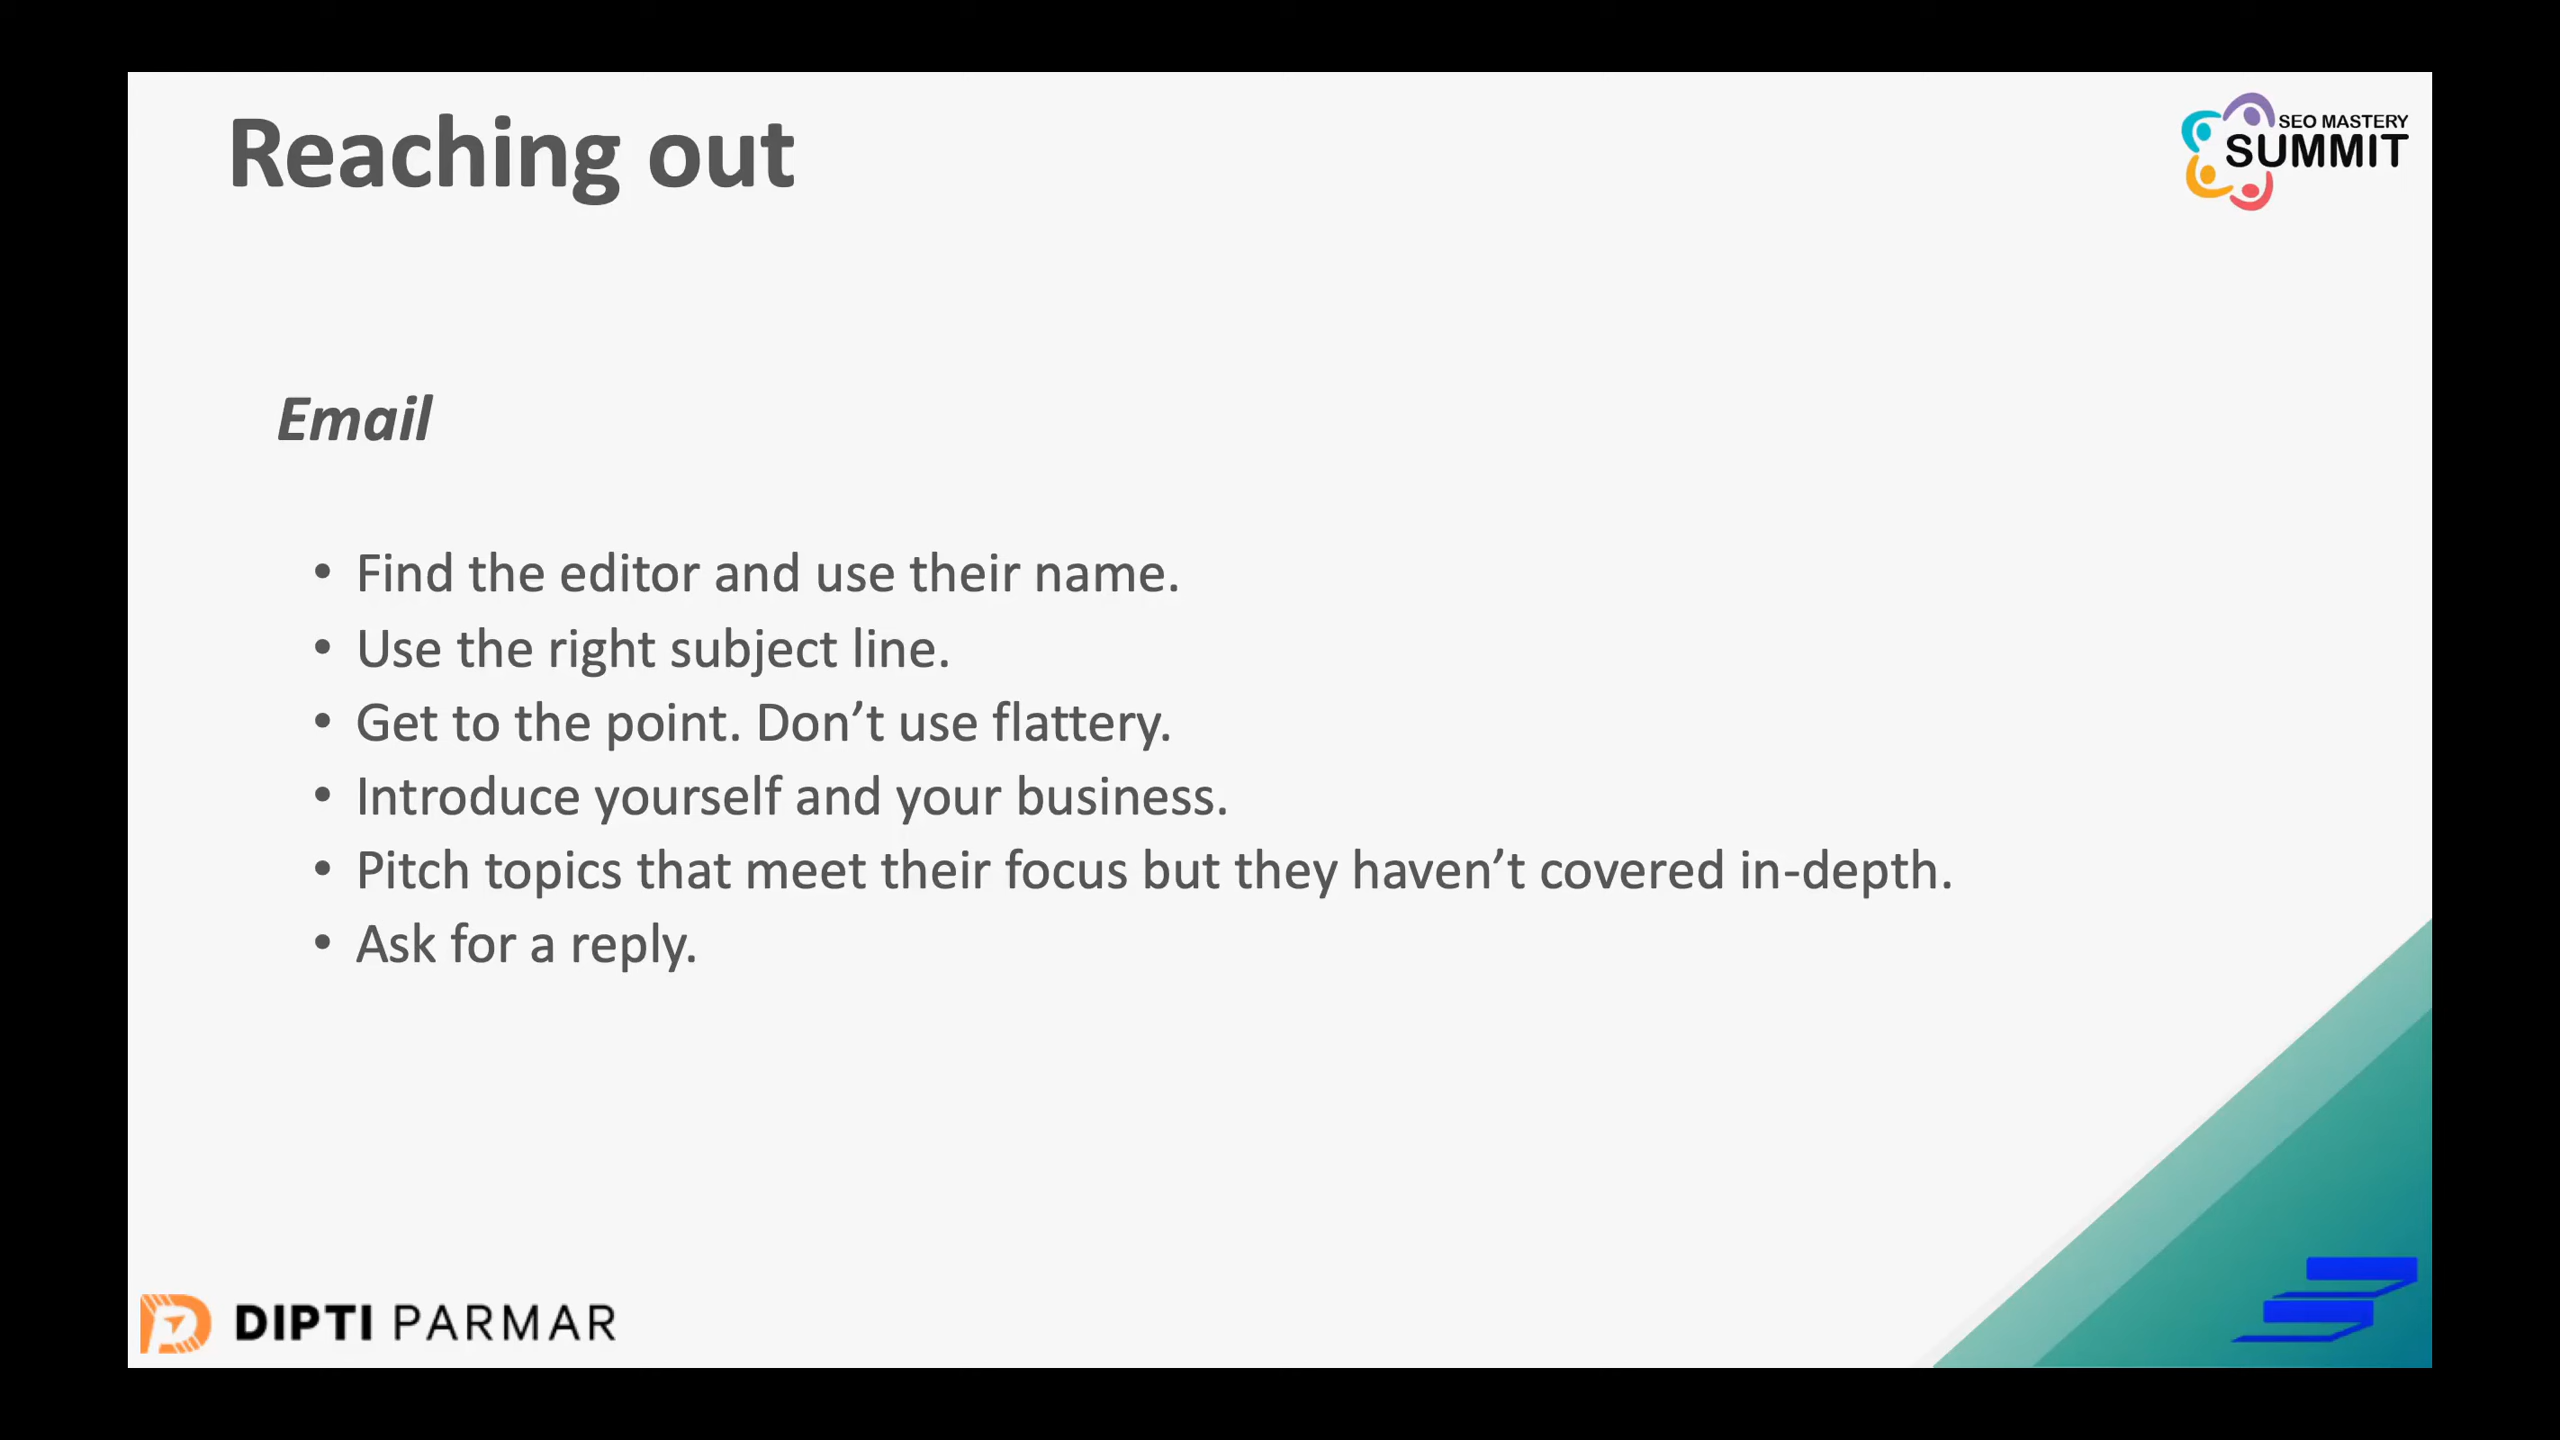 Reaching out
SEO MASTERY
SUMMIT
Email
• Find the editor and use their name.
• Use the right subject line.
• Get to the point. Don’t use flattery.
• Introduce yourself and your business.
• Pitch topics that meet their focus but they haven’t covered in-depth.
• Ask for a reply.
DIPTI PARMAR